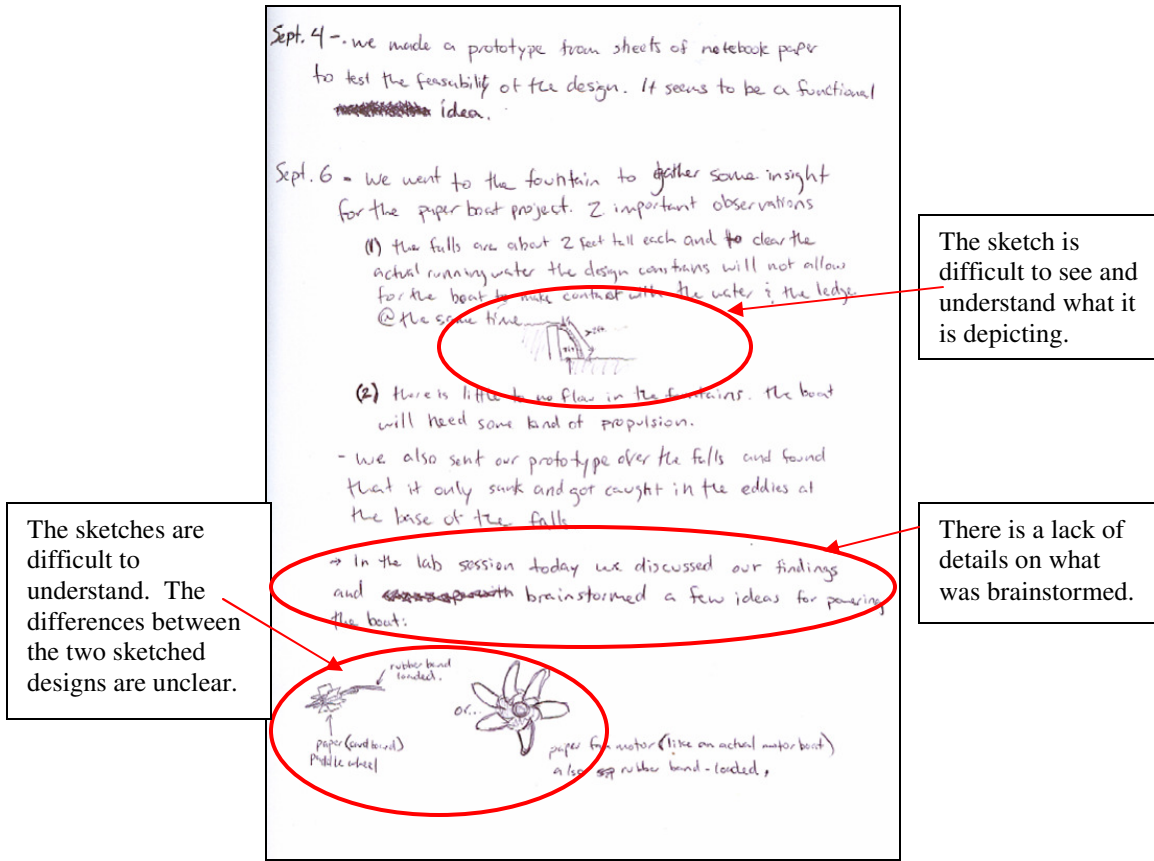 Sept. 4 -. we made a prototype from sheets of notebook paper
to test the feasability of the design. It seems to be a functional
idea.
Sept. 6 - We went to the fountain to gather some insight
for the paper boat project. 2 important observations
(1) the falls are about 2 feet tall each and to clear the
actual running water the design constrains will not allow
for the boat to make contact with the water & the ledge
@ the same time
(2) there is little to no flow in the fountains. the boat
will need some kind of propulsion.
- we also sent our prototype over the falls and found
that it only sunk and got caught in the eddies at
the base of the falls
→ In the lab session today we discussed our findings
and brainstormed a few ideas for powering
the boat:
rubber band
loaded.
paper (cardboard)
paddle wheel
or...
paper fan motor (like an actual motor boat)
also rubber band-loaded,
The sketch is
difficult to see and
understand what it
is depicting.
There is a lack of
details on what
was brainstormed.
The sketches are
difficult to
understand. The
differences between
the two sketched
designs are unclear.